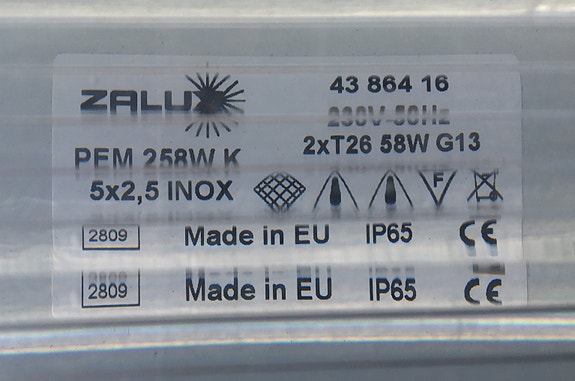 ZALUX
43 864 16
230V-50Hz
2xT26 58W G13
PEM 258W K
5x2,5 INOX
F
2809 Made in EU IP65 CE
2809 Made in EU IP65 CE